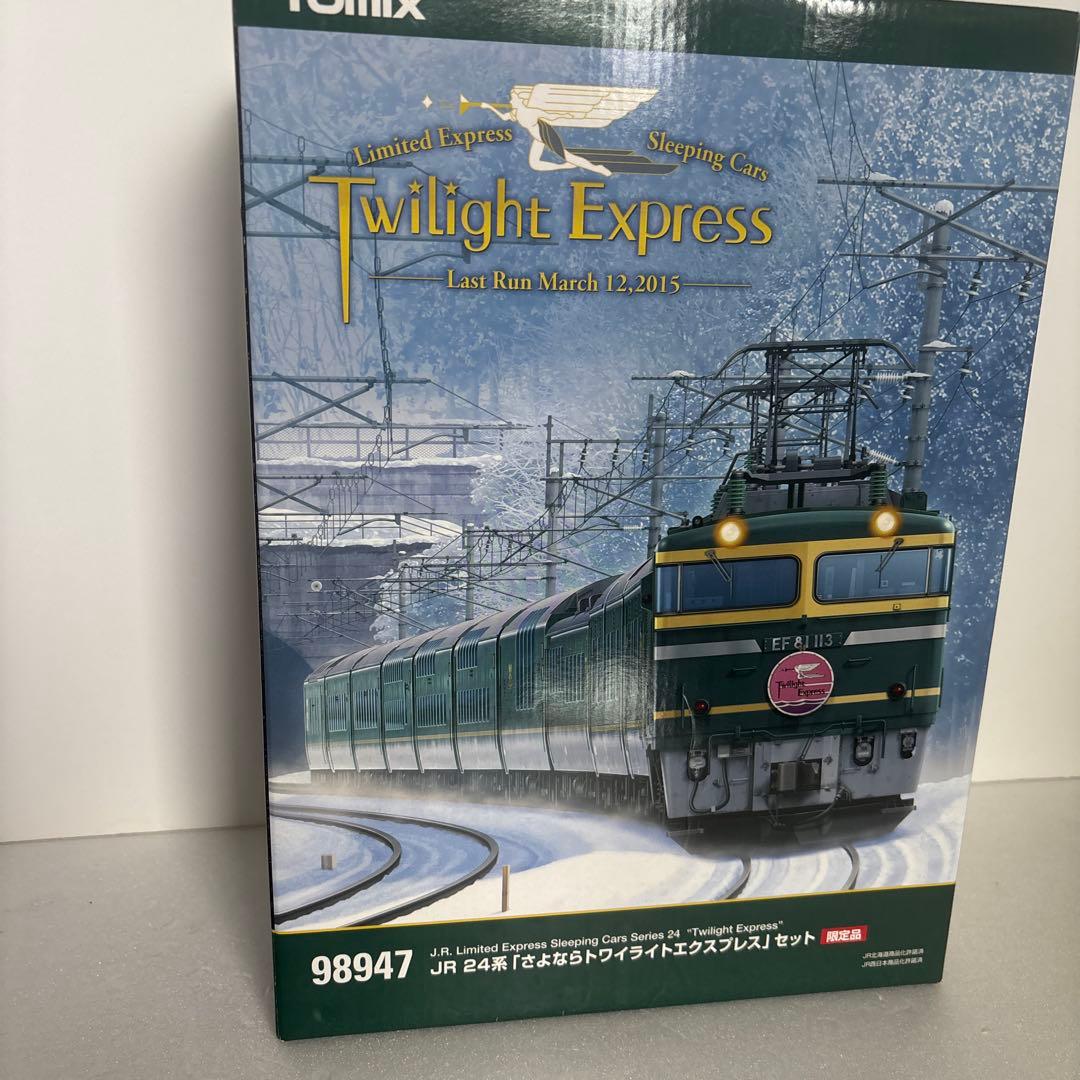 TOMIX
Limited Express Sleeping Cars
Twilight Express
Last Run March 12,2015
EF 81 113
Twilight
Express
J.R. Limited Express Sleeping Cars Series 24 "Twilight Express"
98947 JR 24系「さよならトワイライトエクスプレス」セット 限定品
JR北海道商品化許諾済
JR西日本商品化許諾済